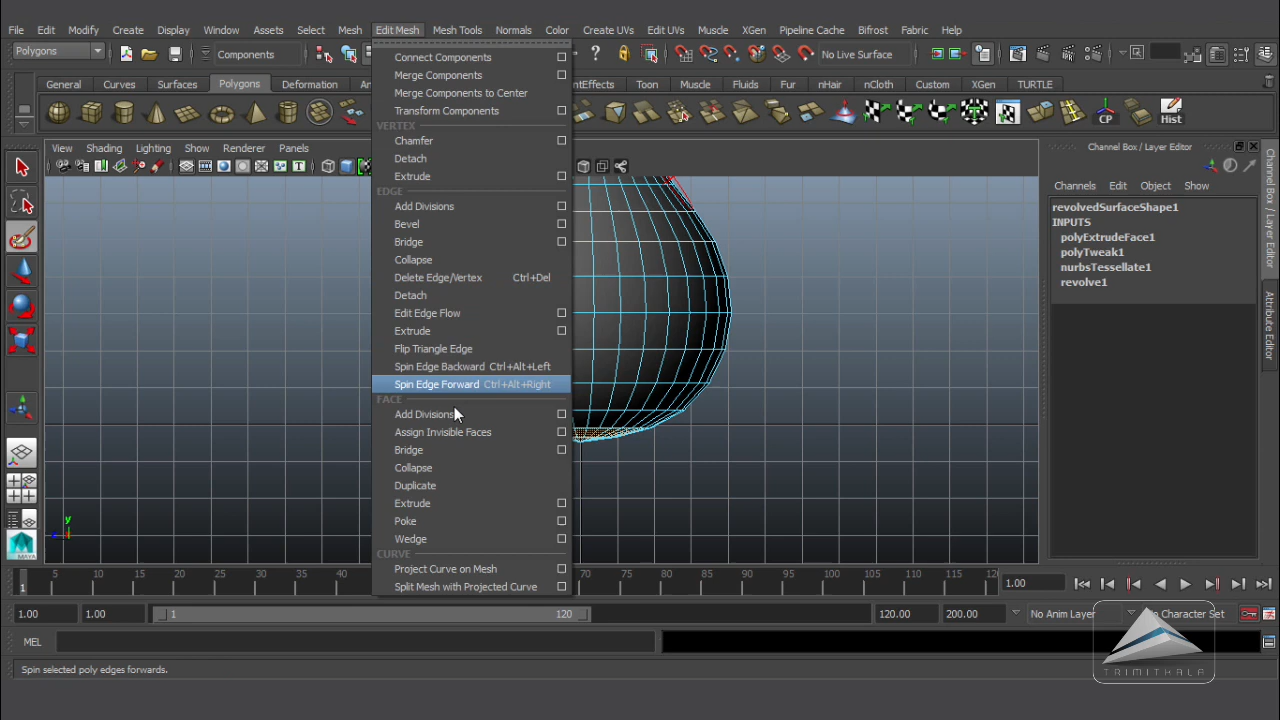 File Edit Modify Create Display Window Assets Select Mesh Edit Mesh Mesh Tools Normals Color Create UVs Edit UVs Muscle XGen Pipeline Cache Bifrost Fabric Help
Polygons
Components
No Live Surface
General Curves Surfaces Polygons Deformation
Effects Toon Muscle Fluids Fur nHair nCloth Custom XGen TURTLE
CP
Hist
View Shading Lighting Show Renderer Panels
Connect Components
Merge Components
Merge Components to Center
Transform Components
VERTEX
Chamfer
Detach
Extrude
EDGE
Add Divisions
Bevel
Bridge
Collapse
Delete Edge/Vertex Ctrl+Del
Detach
Edit Edge Flow
Extrude
Flip Triangle Edge
Spin Edge Backward Ctrl+Alt+Left
Spin Edge Forward Ctrl+Alt+Right
FACE
Add Divisions
Assign Invisible Faces
Bridge
Collapse
Duplicate
Extrude
Poke
Wedge
CURVE
Project Curve on Mesh
Split Mesh with Projected Curve
Channel Box / Layer Editor
Channels Edit Object Show
revolvedSurfaceShape1
INPUTS
polyExtrudeFace1
polyTweak1
nurbsTessellate1
revolve1
Channel Box / Layer Editor
Attribute Editor
y
MAYA
1 5 10 15 20 25 30 35 40 70 75 80 85 90 95 100 105 110 115 12
1.00
1.00 1.00 1 120 120.00 200.00 No Anim Layer No Character Set
MEL
Spin selected poly edges forwards.
TRIMITHALA